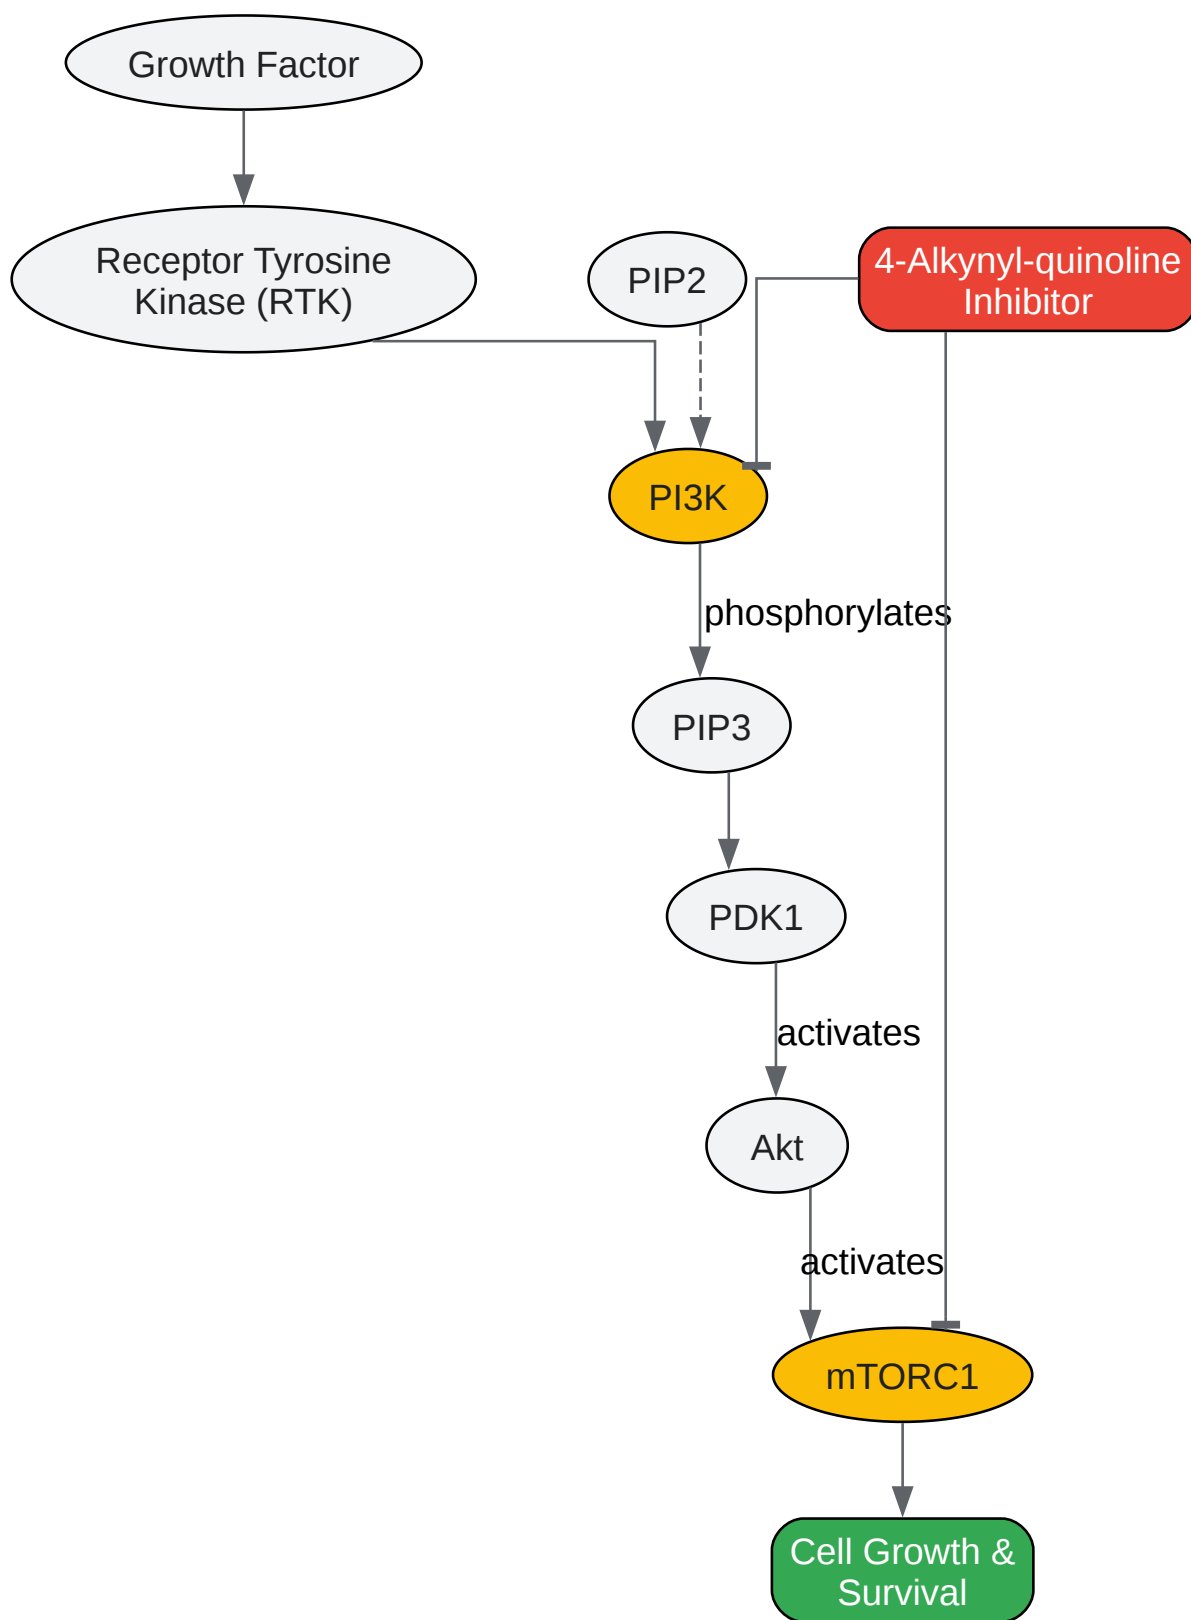 Growth Factor
Receptor Tyrosine
Kinase (RTK)
PIP2
4-Alkynyl-quinoline
Inhibitor
PI3K
phosphorylates
PIP3
PDK1
activates
Akt
activates
mTORC1
Cell Growth &
Survival